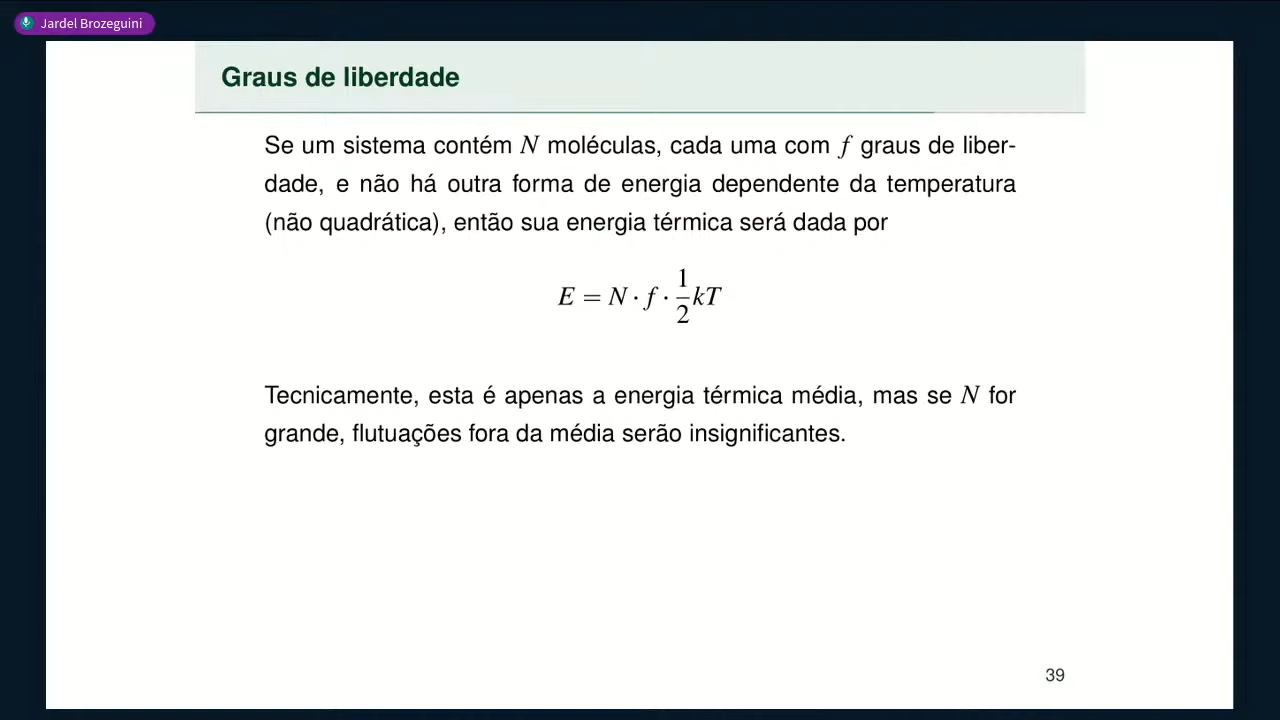 Jardel Brozeguini
Graus de liberdade
Se um sistema contém N moléculas, cada uma com f graus de liber-
dade, e não há outra forma de energia dependente da temperatura
(não quadrática), então sua energia térmica será dada por
E = N · f · 1/2 kT
Tecnicamente, esta é apenas a energia térmica média, mas se N for
grande, flutuações fora da média serão insignificantes.
39